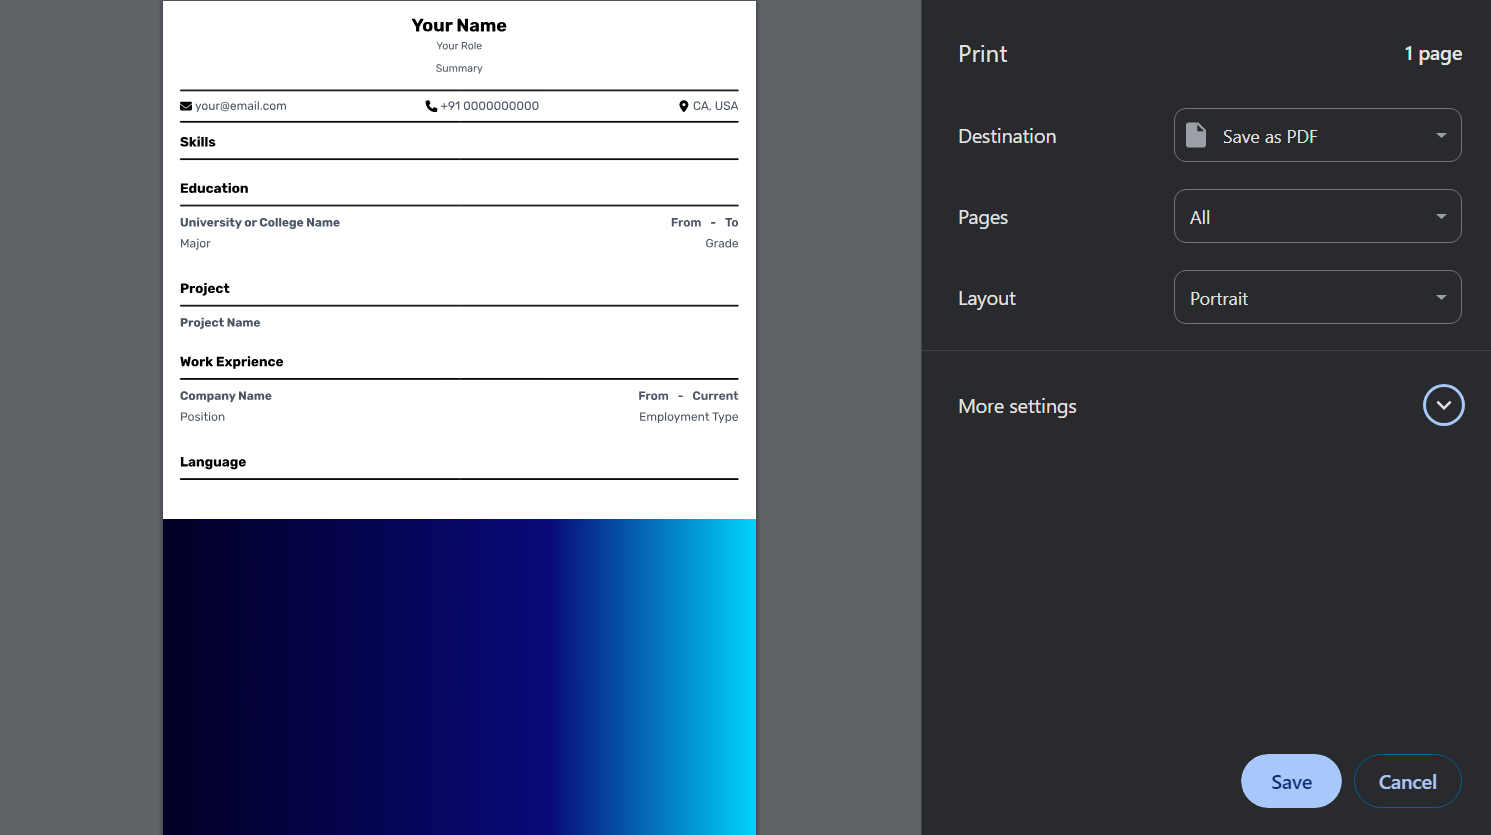 Your Name
Your Role
Summary
your@email.com +91 0000000000 CA, USA
Skills
Education
University or College Name From - To
Major Grade
Project
Project Name
Work Exprience
Company Name From - Current
Position Employment Type
Language
Print 1 page
Destination Save as PDF
Pages All
Layout Portrait
More settings
Save Cancel